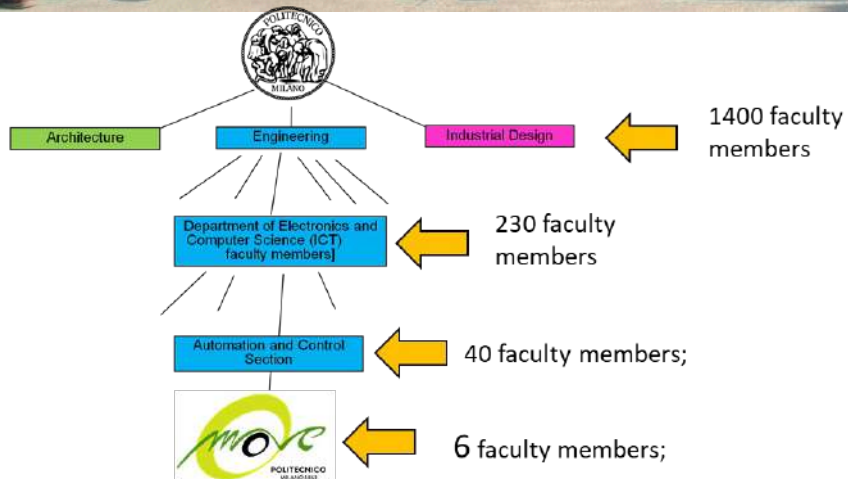 POLITECNICO
MILANO
Architecture
Engineering
Industrial Design
1400 faculty
members
Department of Electronics and
Computer Science (ICT)
faculty members]
230 faculty
members
Automation and Control
Section
40 faculty members;
move
POLITECNICO
6 faculty members;